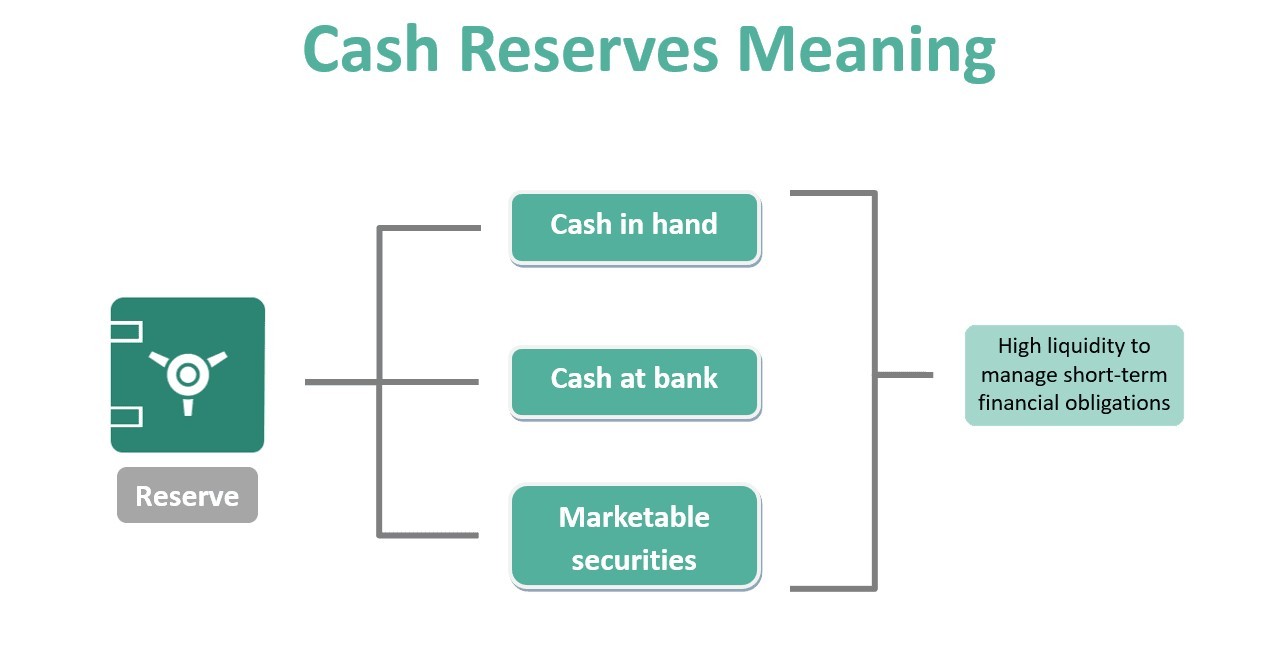 Cash Reserves Meaning
Cash in hand
Cash at bank
Marketable
securities
Reserve
High liquidity to
manage short-term
financial obligations